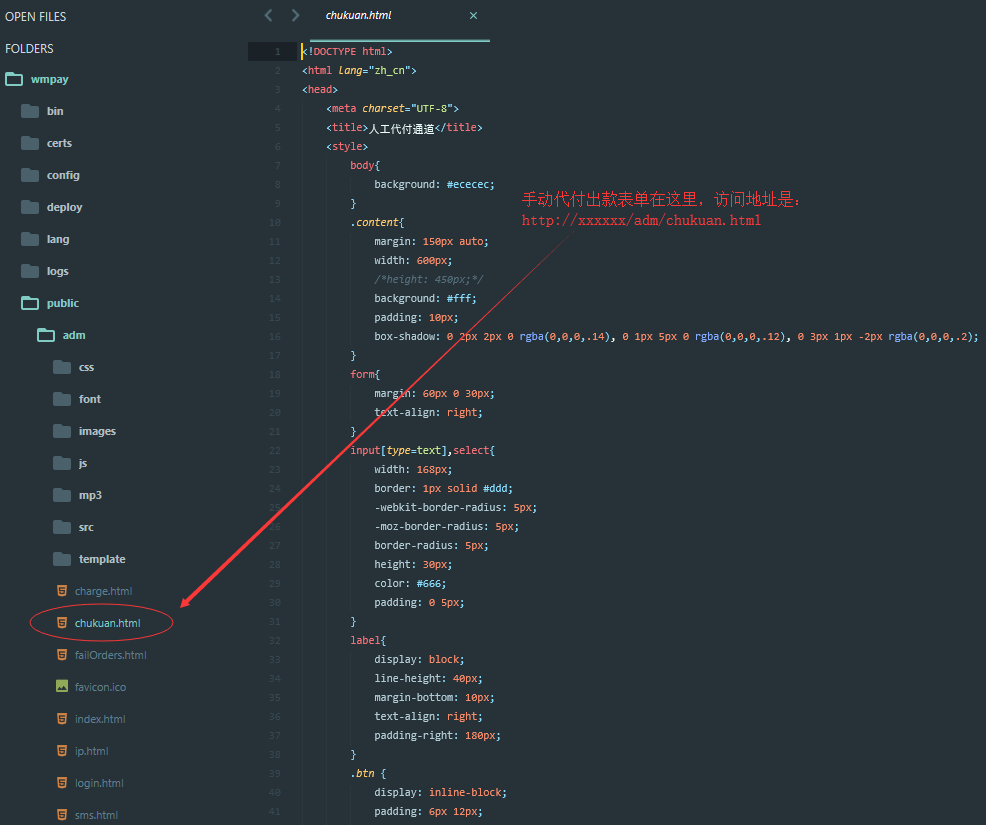 OPEN FILES
FOLDERS
wmpay
bin
certs
config
deploy
lang
logs
public
adm
css
font
images
js
mp3
src
template
charge.html
chukuan.html
failOrders.html
favicon.ico
index.html
ip.html
login.html
sms.html
chukuan.html ×
1 <!DOCTYPE html>
2 <html lang="zh_cn">
3 <head>
4 <meta charset="UTF-8">
5 <title>人工代付通道</title>
6 <style>
7 body{
8 background: #ececec;
9 }
10 .content{
11 margin: 150px auto;
12 width: 600px;
13 /*height: 450px;*/
14 background: #fff;
15 padding: 10px;
16 box-shadow: 0 2px 2px 0 rgba(0,0,0,.14), 0 1px 5px 0 rgba(0,0,0,.12), 0 3px 1px -2px rgba(0,0,0,.2);
17 }
18 form{
19 margin: 60px 0 30px;
20 text-align: right;
21 }
22 input[type=text],select{
23 width: 168px;
24 border: 1px solid #ddd;
25 -webkit-border-radius: 5px;
26 -moz-border-radius: 5px;
27 border-radius: 5px;
28 height: 30px;
29 color: #666;
30 padding: 0 5px;
31 }
32 label{
33 display: block;
34 line-height: 40px;
35 margin-bottom: 10px;
36 text-align: right;
37 padding-right: 180px;
38 }
39 .btn {
40 display: inline-block;
41 padding: 6px 12px;
手动代付出款表单在这里，访问地址是：
http://xxxxxx/adm/chukuan.html